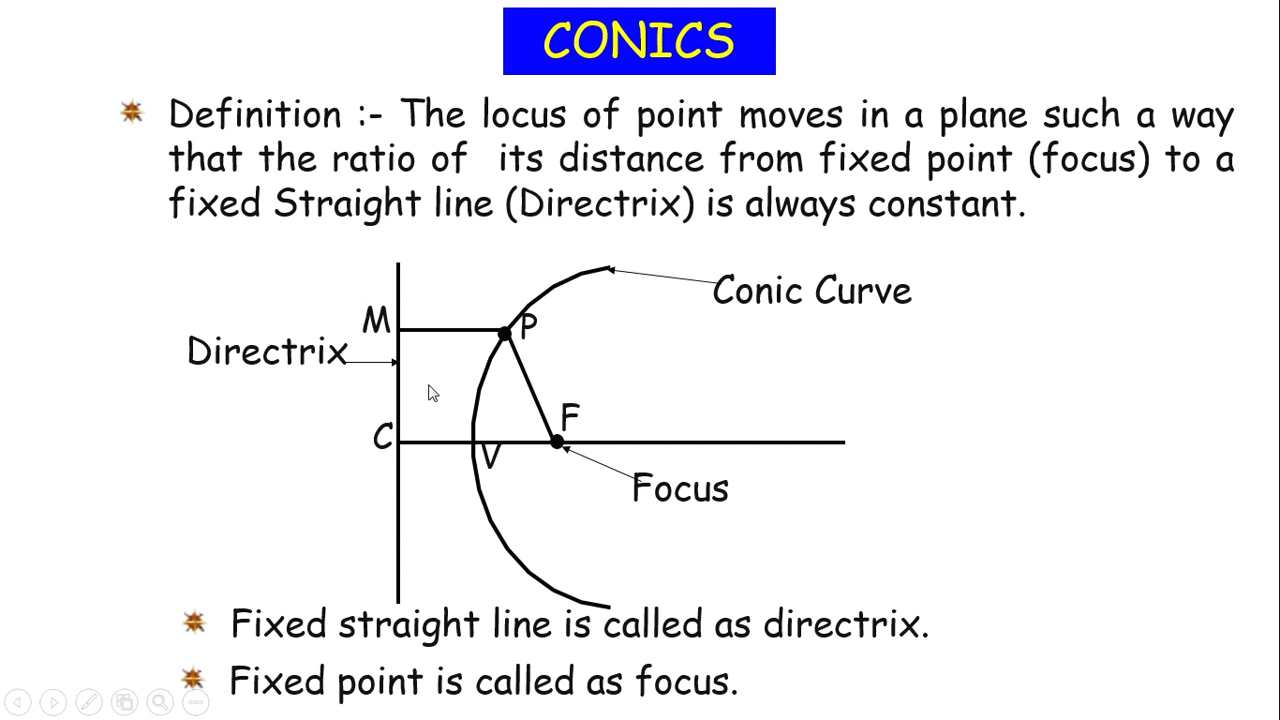 CONICS
Definition :- The locus of point moves in a plane such a way
that the ratio of its distance from fixed point (focus) to a
fixed Straight line (Directrix) is always constant.
Conic Curve
M
P
Directrix
F
C
V
Focus
Fixed straight line is called as directrix.
Fixed point is called as focus.